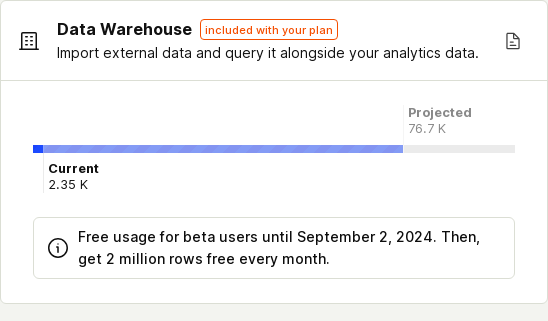 Data Warehouse included with your plan
Import external data and query it alongside your analytics data.
Projected
76.7 K
Current
2.35 K
Free usage for beta users until September 2, 2024. Then,
get 2 million rows free every month.